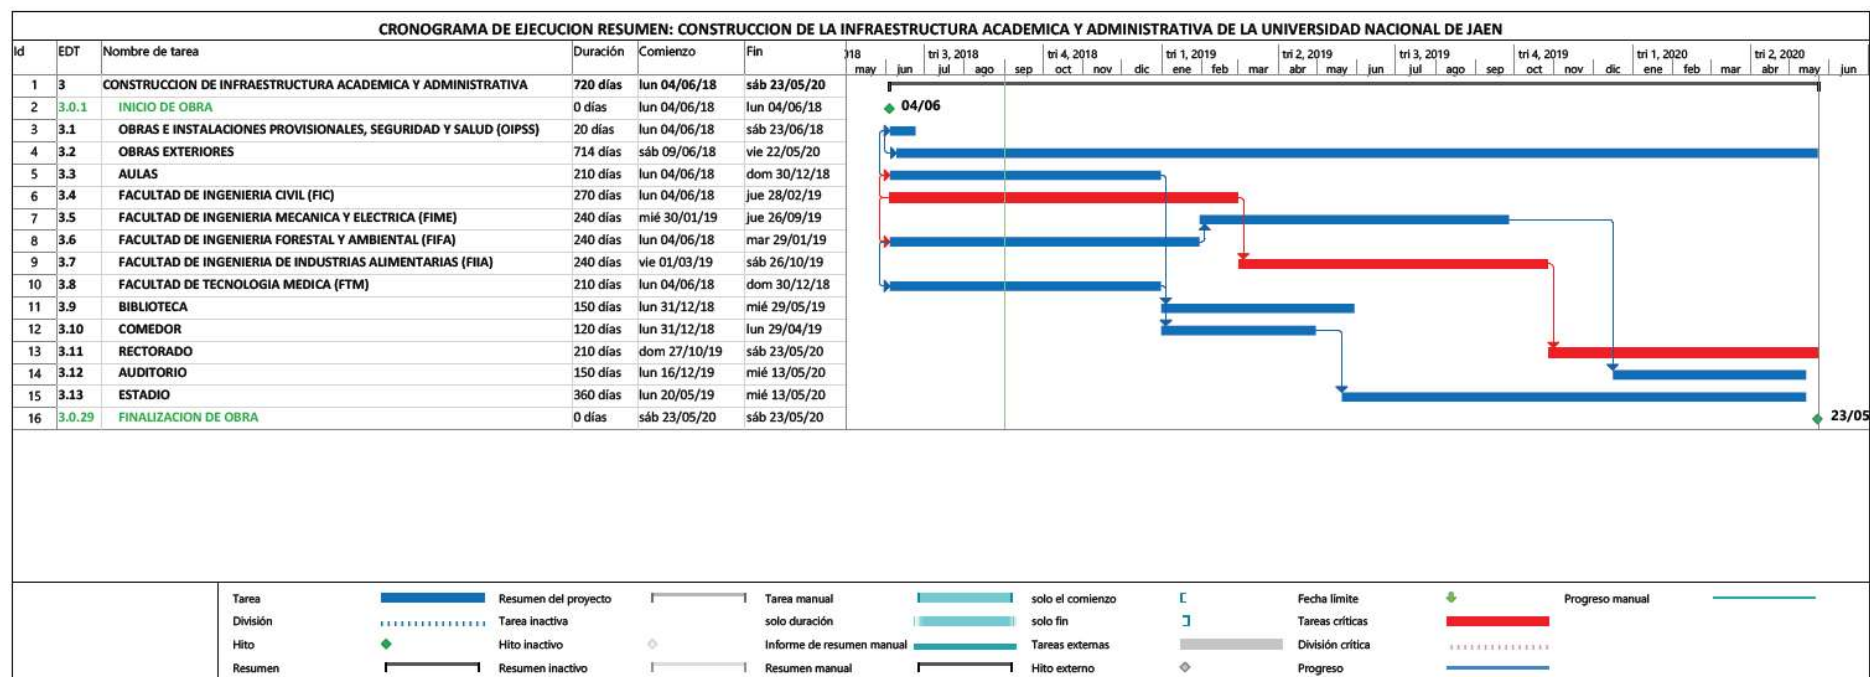 CRONOGRAMA DE EJECUCION RESUMEN: CONSTRUCCION DE LA INFRAESTRUCTURA ACADEMICA Y ADMINISTRATIVA DE LA UNIVERSIDAD NACIONAL DE JAEN
Id EDT Nombre de tarea Duración Comienzo Fin
018 tri 3, 2018 tri 4, 2018 tri 1, 2019 tri 2, 2019 tri 3, 2019 tri 4, 2019 tri 1, 2020 tri 2, 2020
may jun jul ago sep oct nov dic ene feb mar abr may jun jul ago sep oct nov dic ene feb mar abr may jun
1 3 CONSTRUCCION DE INFRAESTRUCTURA ACADEMICA Y ADMINISTRATIVA 720 días lun 04/06/18 sáb 23/05/20
2 3.0.1 INICIO DE OBRA 0 días lun 04/06/18 lun 04/06/18 04/06
3 3.1 OBRAS E INSTALACIONES PROVISIONALES, SEGURIDAD Y SALUD (OIPSS) 20 días lun 04/06/18 sáb 23/06/18
4 3.2 OBRAS EXTERIORES 714 días sáb 09/06/18 vie 22/05/20
5 3.3 AULAS 210 días lun 04/06/18 dom 30/12/18
6 3.4 FACULTAD DE INGENIERIA CIVIL (FIC) 270 días lun 04/06/18 jue 28/02/19
7 3.5 FACULTAD DE INGENIERIA MECANICA Y ELECTRICA (FIME) 240 días mié 30/01/19 jue 26/09/19
8 3.6 FACULTAD DE INGENIERIA FORESTAL Y AMBIENTAL (FIFA) 240 días lun 04/06/18 mar 29/01/19
9 3.7 FACULTAD DE INGENIERIA DE INDUSTRIAS ALIMENTARIAS (FIIA) 240 días vie 01/03/19 sáb 26/10/19
10 3.8 FACULTAD DE TECNOLOGIA MEDICA (FTM) 210 días lun 04/06/18 dom 30/12/18
11 3.9 BIBLIOTECA 150 días lun 31/12/18 mié 29/05/19
12 3.10 COMEDOR 120 días lun 31/12/18 lun 29/04/19
13 3.11 RECTORADO 210 días dom 27/10/19 sáb 23/05/20
14 3.12 AUDITORIO 150 días lun 16/12/19 mié 13/05/20
15 3.13 ESTADIO 360 días lun 20/05/19 mié 13/05/20
16 3.0.29 FINALIZACION DE OBRA 0 días sáb 23/05/20 sáb 23/05/20 23/05
Tarea Resumen del proyecto Tarea manual solo el comienzo Fecha límite Progreso manual
División Tarea inactiva solo duración solo fin Tareas críticas
Hito Hito inactivo Informe de resumen manual Tareas externas División crítica
Resumen Resumen inactivo Resumen manual Hito externo Progreso